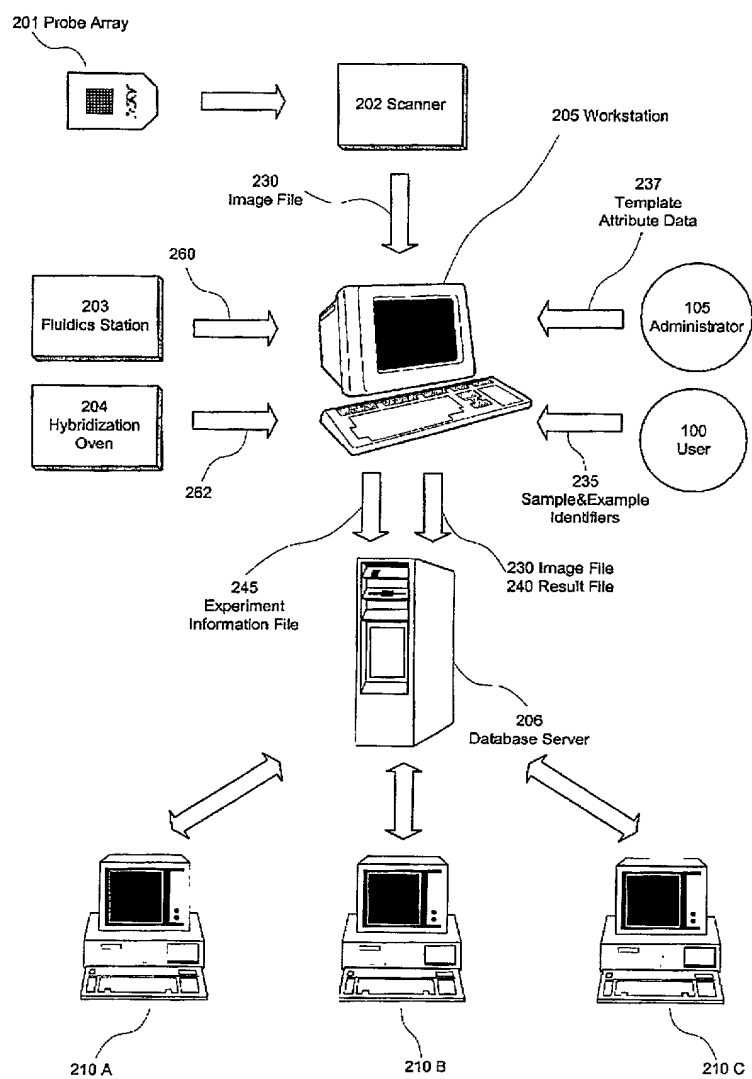 201 Probe Array
202 Scanner
205 Workstation
230
Image File
237
Template
Attribute Data
260
203
Fluidics Station
105
Administrator
204
Hybridization
Oven
100
User
262
235
Sample&Example
Identifiers
245
Experiment
Information File
230 Image File
240 Result File
206
Database Server
210 A
210 B
210 C